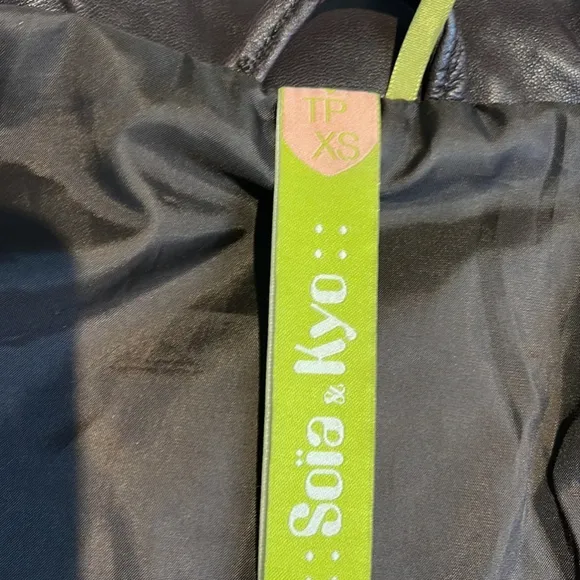 TP
XS
:: Soïa & Kyo ::